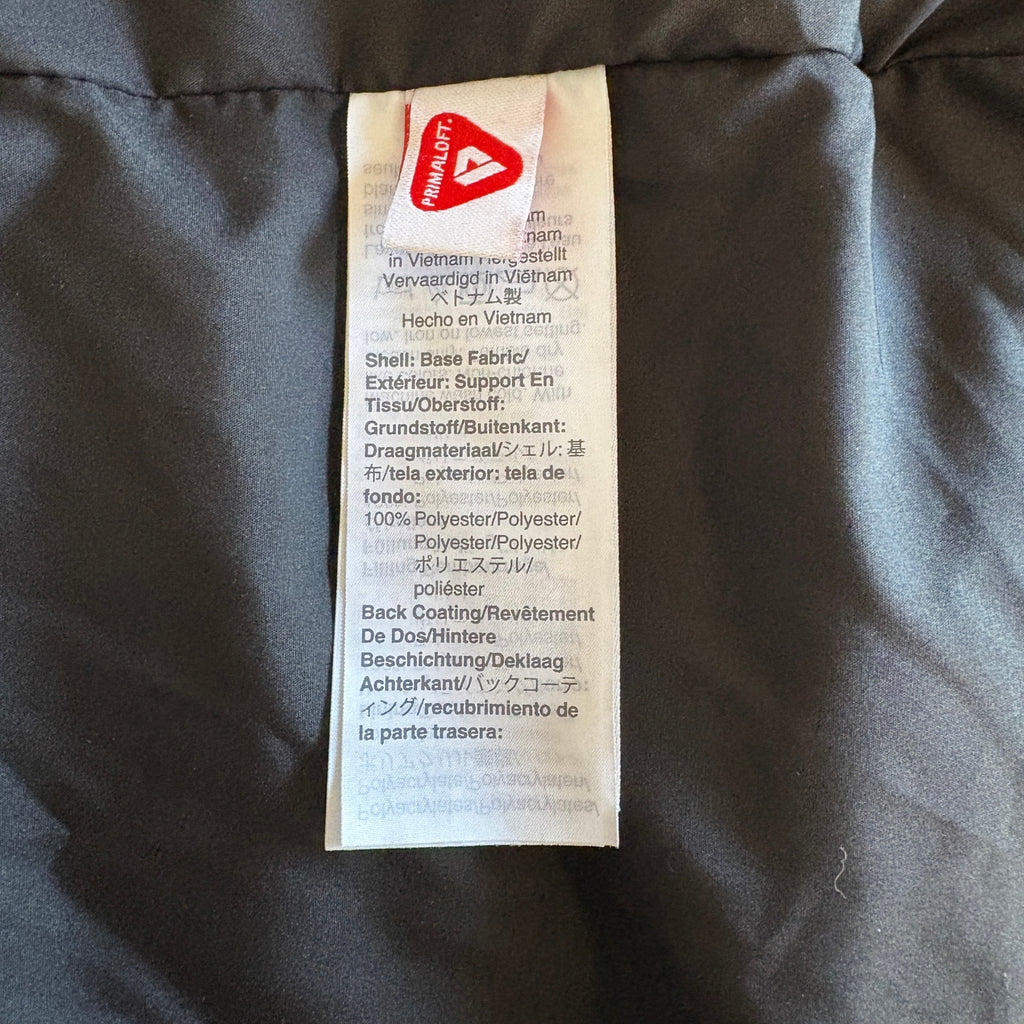 PRIMALOFT.
in Vietnam Hergestellt
Vervaardigd in Viëtnam
ベトナム製
Hecho en Vietnam
Shell: Base Fabric/
Extérieur: Support En
Tissu/Oberstoff:
Grundstoff/Buitenkant:
Draagmateriaal/シェル: 基
布/tela exterior: tela de
fondo:
100% Polyester/Polyester/
Polyester/Polyester/
ポリエステル/
poliéster
Back Coating/Revêtement
De Dos/Hintere
Beschichtung/Deklaag
Achterkant/バックコーテ
ィング/recubrimiento de
la parte trasera: